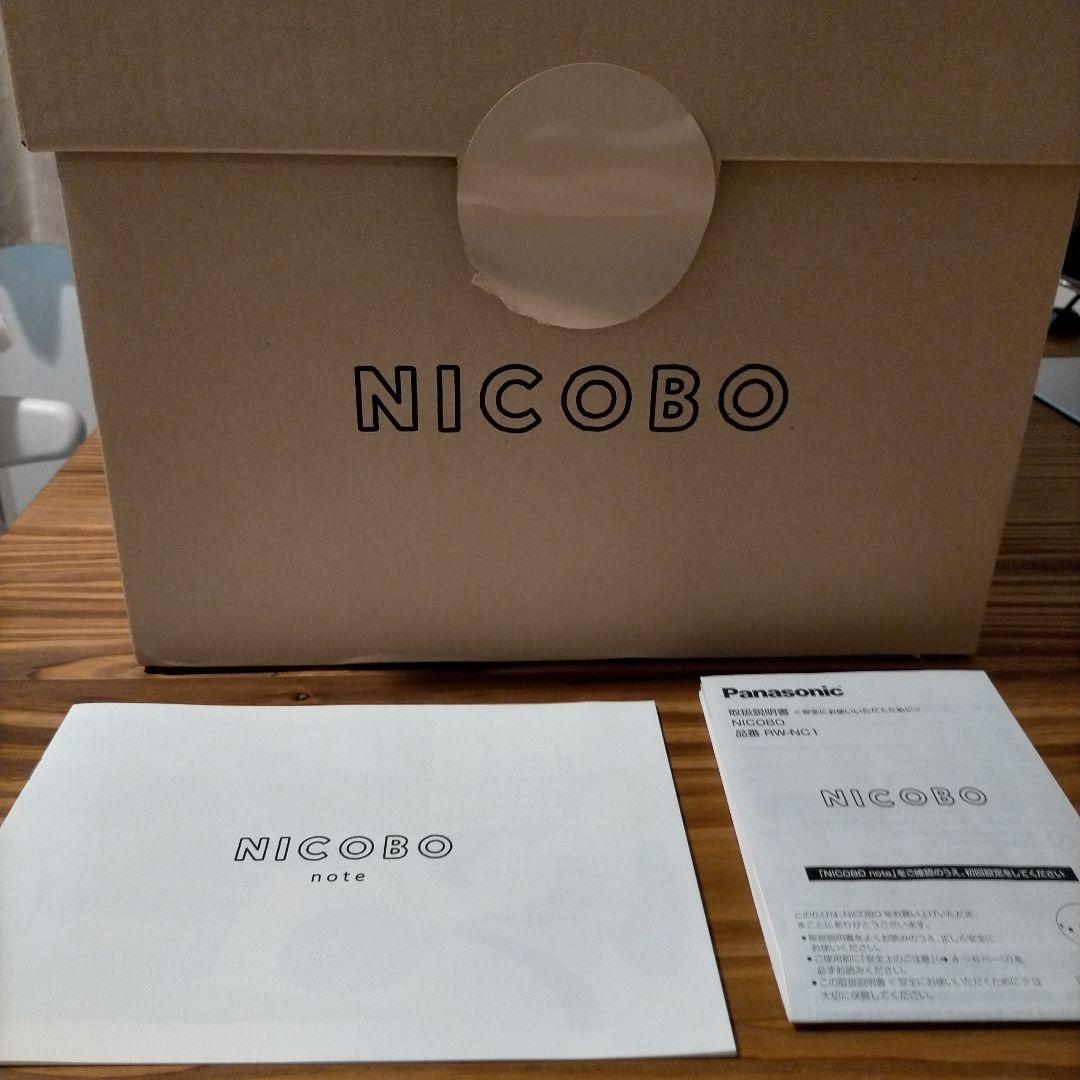 NICOBO
NICOBO
note
Panasonic
取扱説明書 <安全にお使いいただくために>
NICOBO
品番 RW-NC1
NICOBO
「NICOBO note」をご確認のうえ、初回設定をしてください
このたびは、NICOBO をお買い上げいただき、
まことにありがとうございます。
●取扱説明書をよくお読みのうえ、正しく安全に
お使いください。
●ご使用前に「安全上のご注意」(➔ 4～6ページ)を
必ずお読みください。
●この取扱説明書<安全にお使いいただくために>は
大切に保管してください。